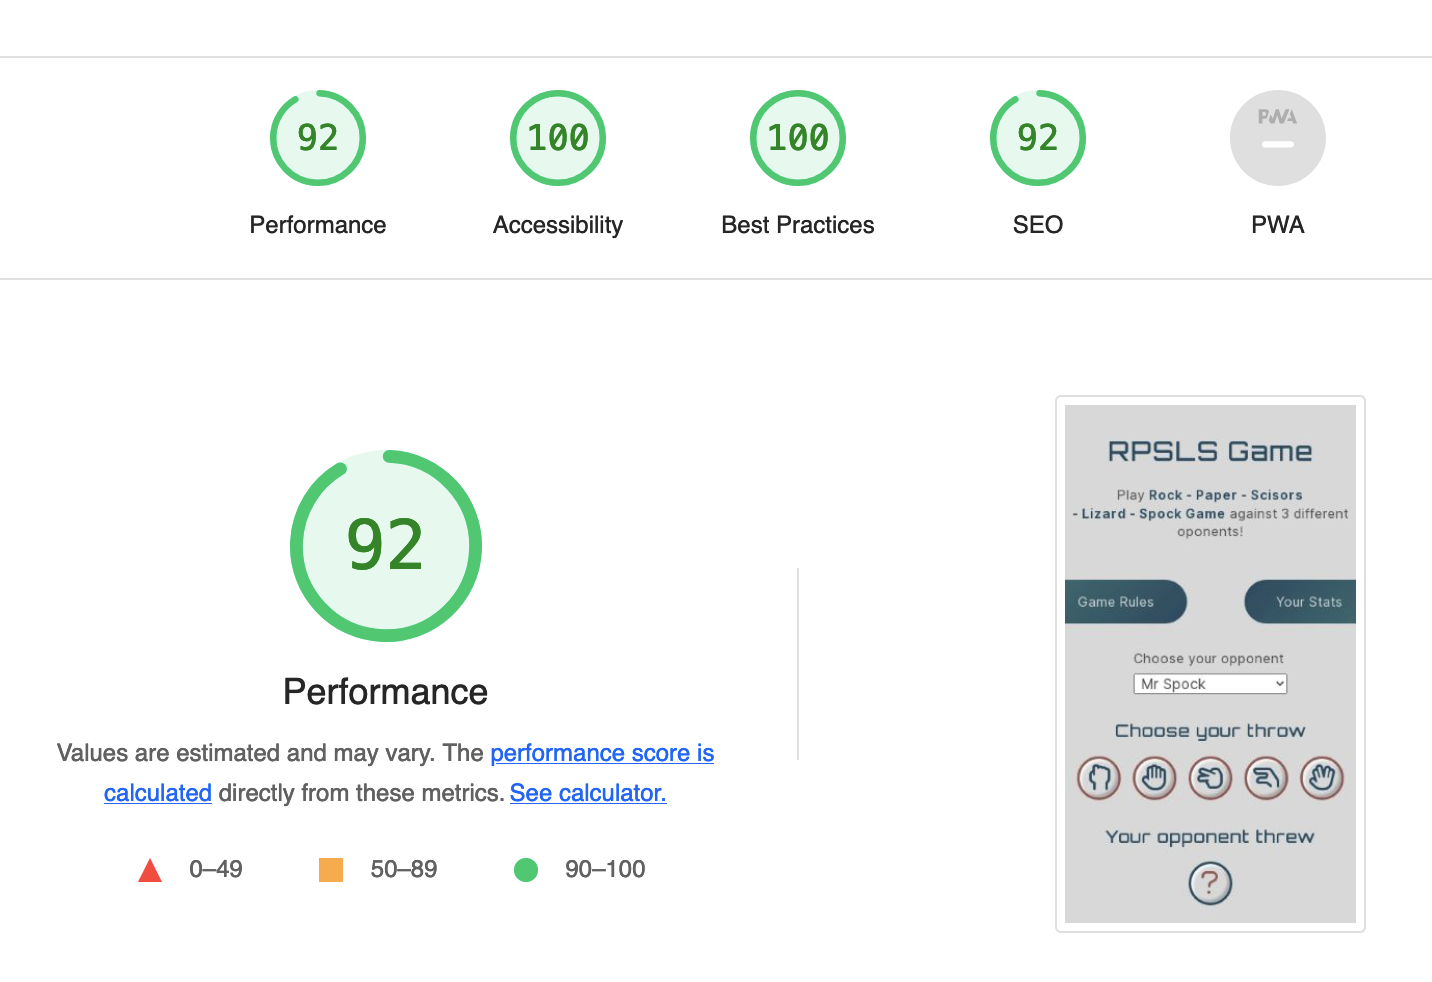 92
100
100
92
PWA
Performance
Accessibility
Best Practices
SEO
PWA
92
Performance
Values are estimated and may vary. The performance score is
calculated directly from these metrics. See calculator.
0–49
50–89
90–100
RPSLS Game
Play Rock - Paper - Scisors
- Lizard - Spock Game against 3 different
oponents!
Game Rules
Your Stats
Choose your opponent
Mr Spock
Choose your throw
Your opponent threw
?